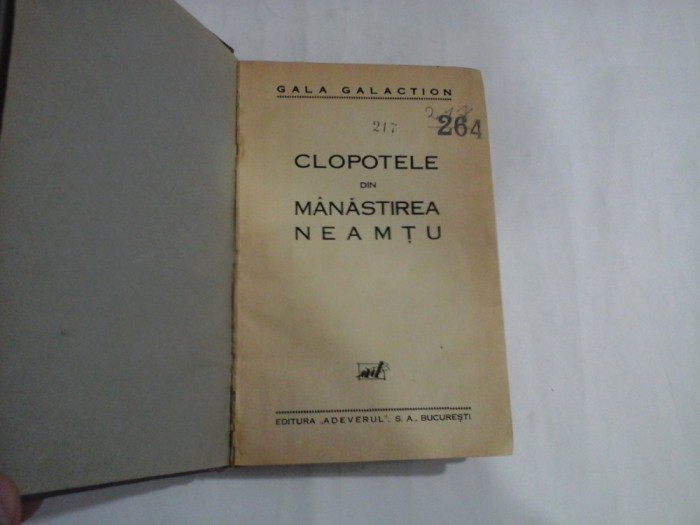 GALA GALACTION
217
264
CLOPOTELE
DIN
MÂNĂSTIREA
NEAMȚU
EDITURA „ADEVERUL", S. A., BUCUREȘTI